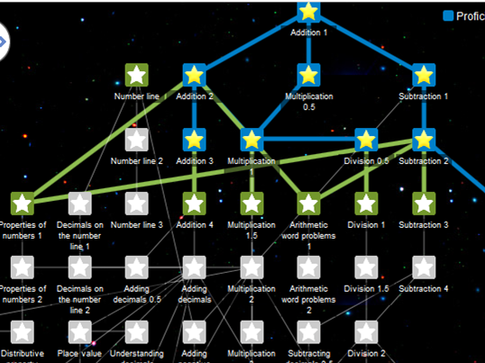 Profic
Addition 1
Number line 1
Addition 2
Multiplication
0.5
Subtraction 1
Number line 2
Addition 3
Multiplication
Division 0.5
Subtraction 2
Properties of
numbers 1
Decimals on
the number
line 1
Number line 3
Addition 4
Multiplication
1.5
Arithmetic
word problems
1
Division 1
Subtraction 3
Properties of
numbers 2
Decimals on
the number
line 2
Adding
decimals 0.5
Adding
decimals
Multiplication
2
Arithmetic
word problems
2
Division 1.5
Subtraction 4
Distributive
Place value
Understanding
Adding
Multiplication
Subtracting
Division 2